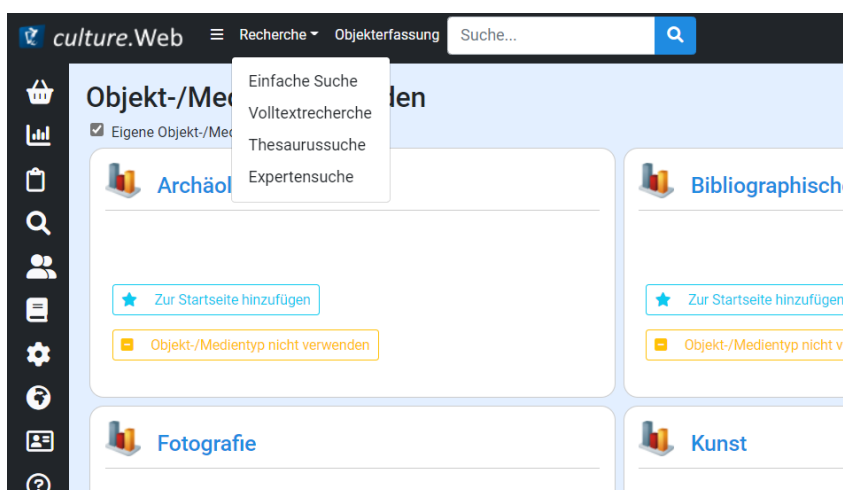 culture.Web
Recherche
Objekterfassung
Suche...
Einfache Suche
Volltextrecherche
Thesaurussuche
Expertensuche
Objekt-/Me den
Eigene Objekt-/Med
Archäol
Bibliographisch
Zur Startseite hinzufügen
Zur Startseite hinzufügen
Objekt-/Medientyp nicht verwenden
Objekt-/Medientyp nicht v
Fotografie
Kunst